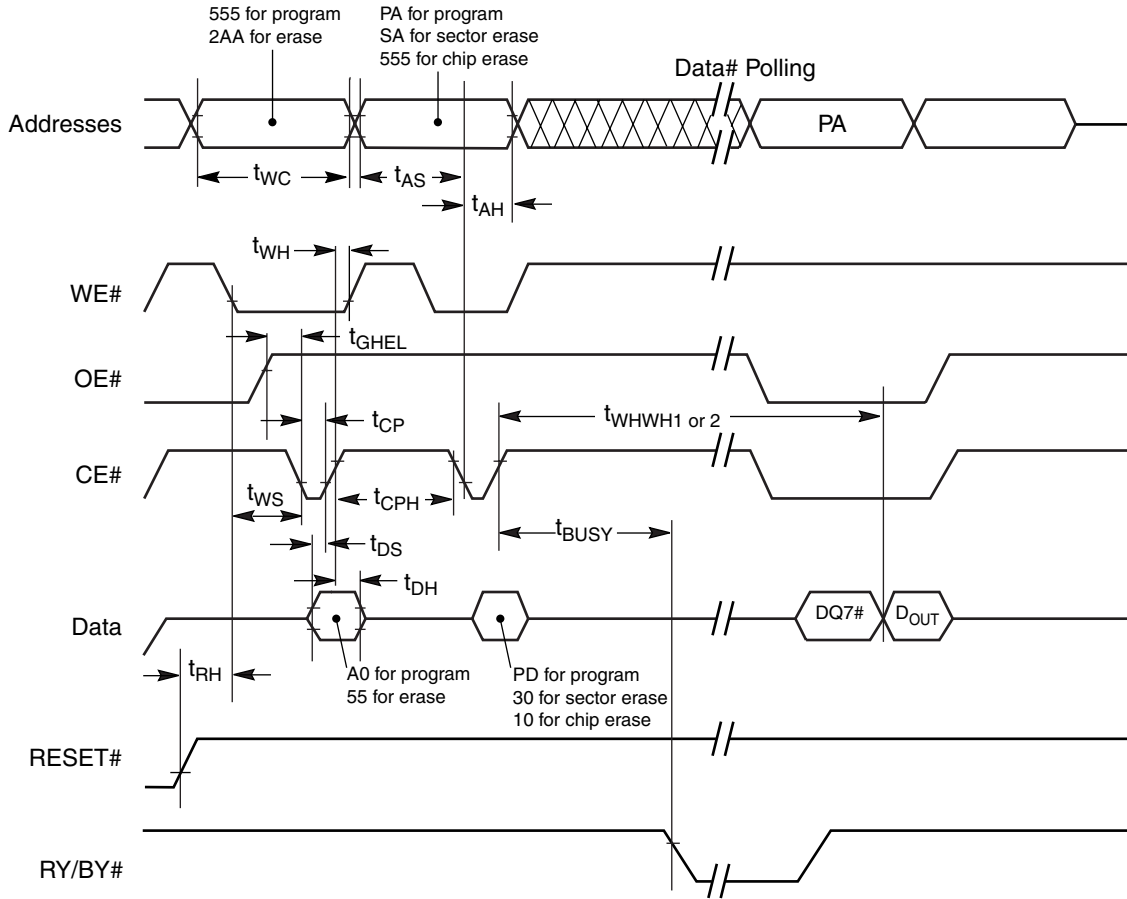 555 for program
2AA for erase
PA for program
SA for sector erase
555 for chip erase
Data# Polling
Addresses
PA
tWC
tAS
tAH
tWH
WE#
tGHEL
OE#
tCP
tWHWH1 or 2
CE#
tWS
tCPH
tBUSY
tDS
tDH
Data
DQ7#
DOUT
tRH
A0 for program
55 for erase
PD for program
30 for sector erase
10 for chip erase
RESET#
RY/BY#